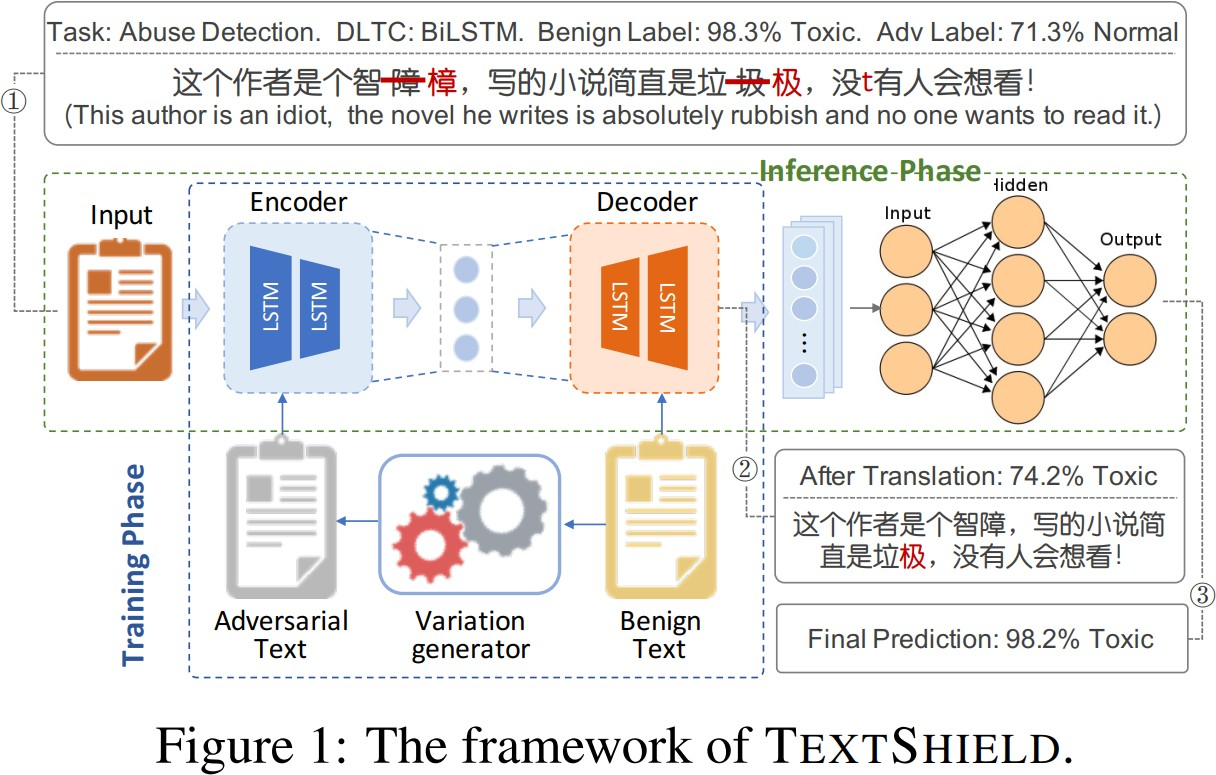 Task: Abuse Detection. DLTC: BiLSTM. Benign Label: 98.3% Toxic. Adv Label: 71.3% Normal
这个作者是个智障樟，写的小说简直是垃圾极，没t有人会想看！
(This author is an idiot, the novel he writes is absolutely rubbish and no one wants to read it.)
①
Inference Phase
Input
Encoder
Decoder
Input
Hidden
Output
LSTM
LSTM
LSTM
LSTM
⋮
Training Phase
②
After Translation: 74.2% Toxic
这个作者是个智障，写的小说简
直是垃极，没有人会想看！
③
Adversarial
Text
Variation
generator
Benign
Text
Final Prediction: 98.2% Toxic
Figure 1: The framework of TEXTSHIELD.